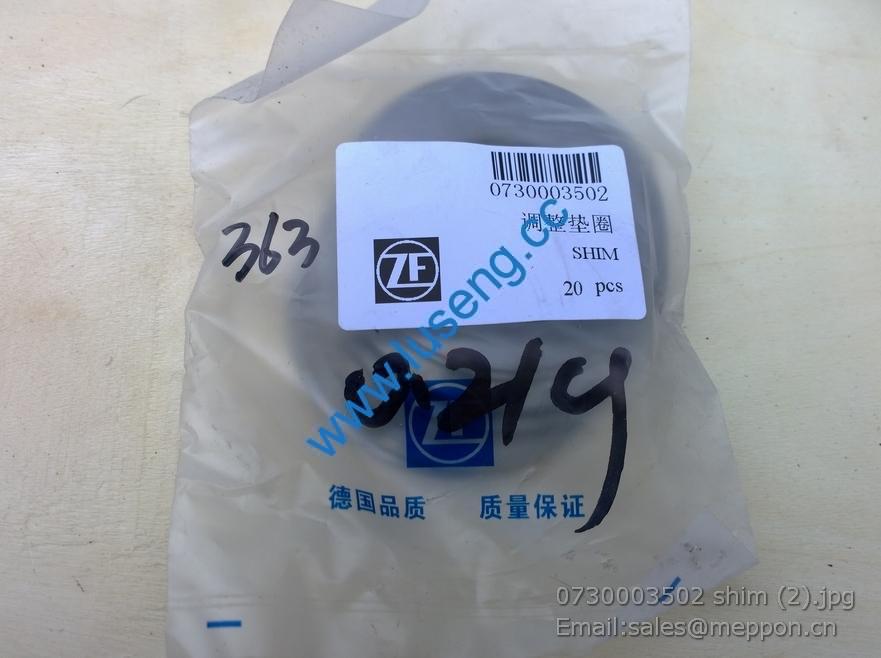 0730003502
调整垫圈
SHIM
20 pcs
ZF
363
www.luseng.cc
ZF
德国品质 质量保证
0730003502 shim (2).jpg
Email:sales@meppon.cn